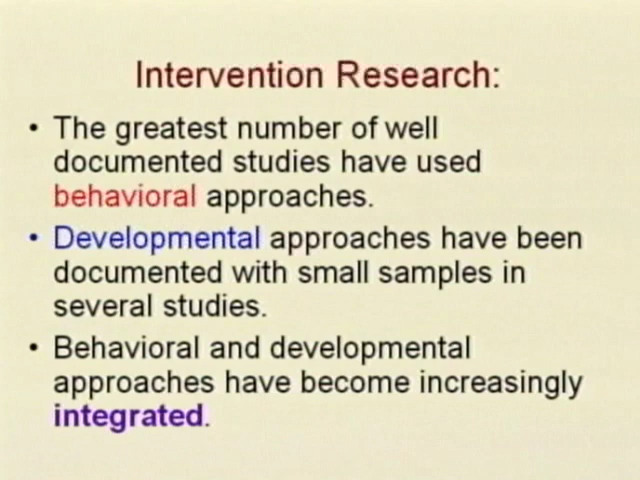 Intervention Research:
• The greatest number of well
documented studies have used
behavioral approaches.
• Developmental approaches have been
documented with small samples in
several studies.
• Behavioral and developmental
approaches have become increasingly
integrated.